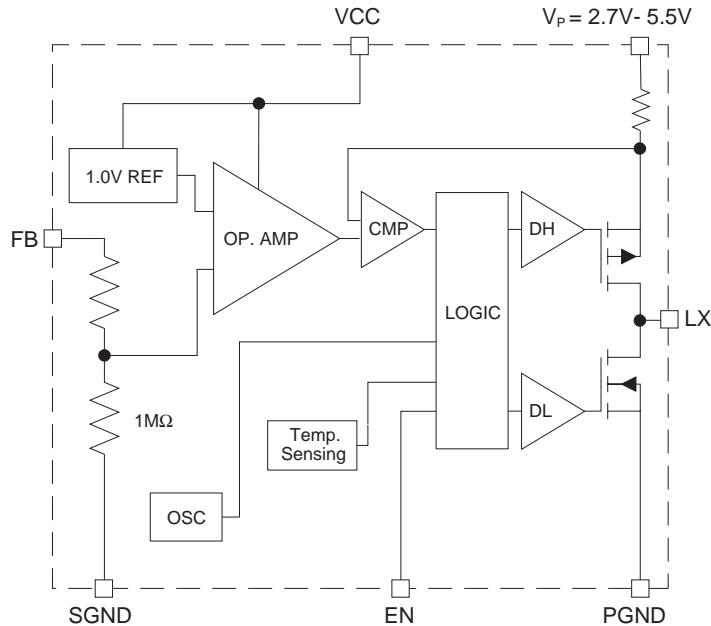 VCC
VP = 2.7V- 5.5V
1.0V REF
FB
OP. AMP
CMP
DH
LOGIC
LX
1MΩ
Temp.
Sensing
DL
OSC
SGND
EN
PGND